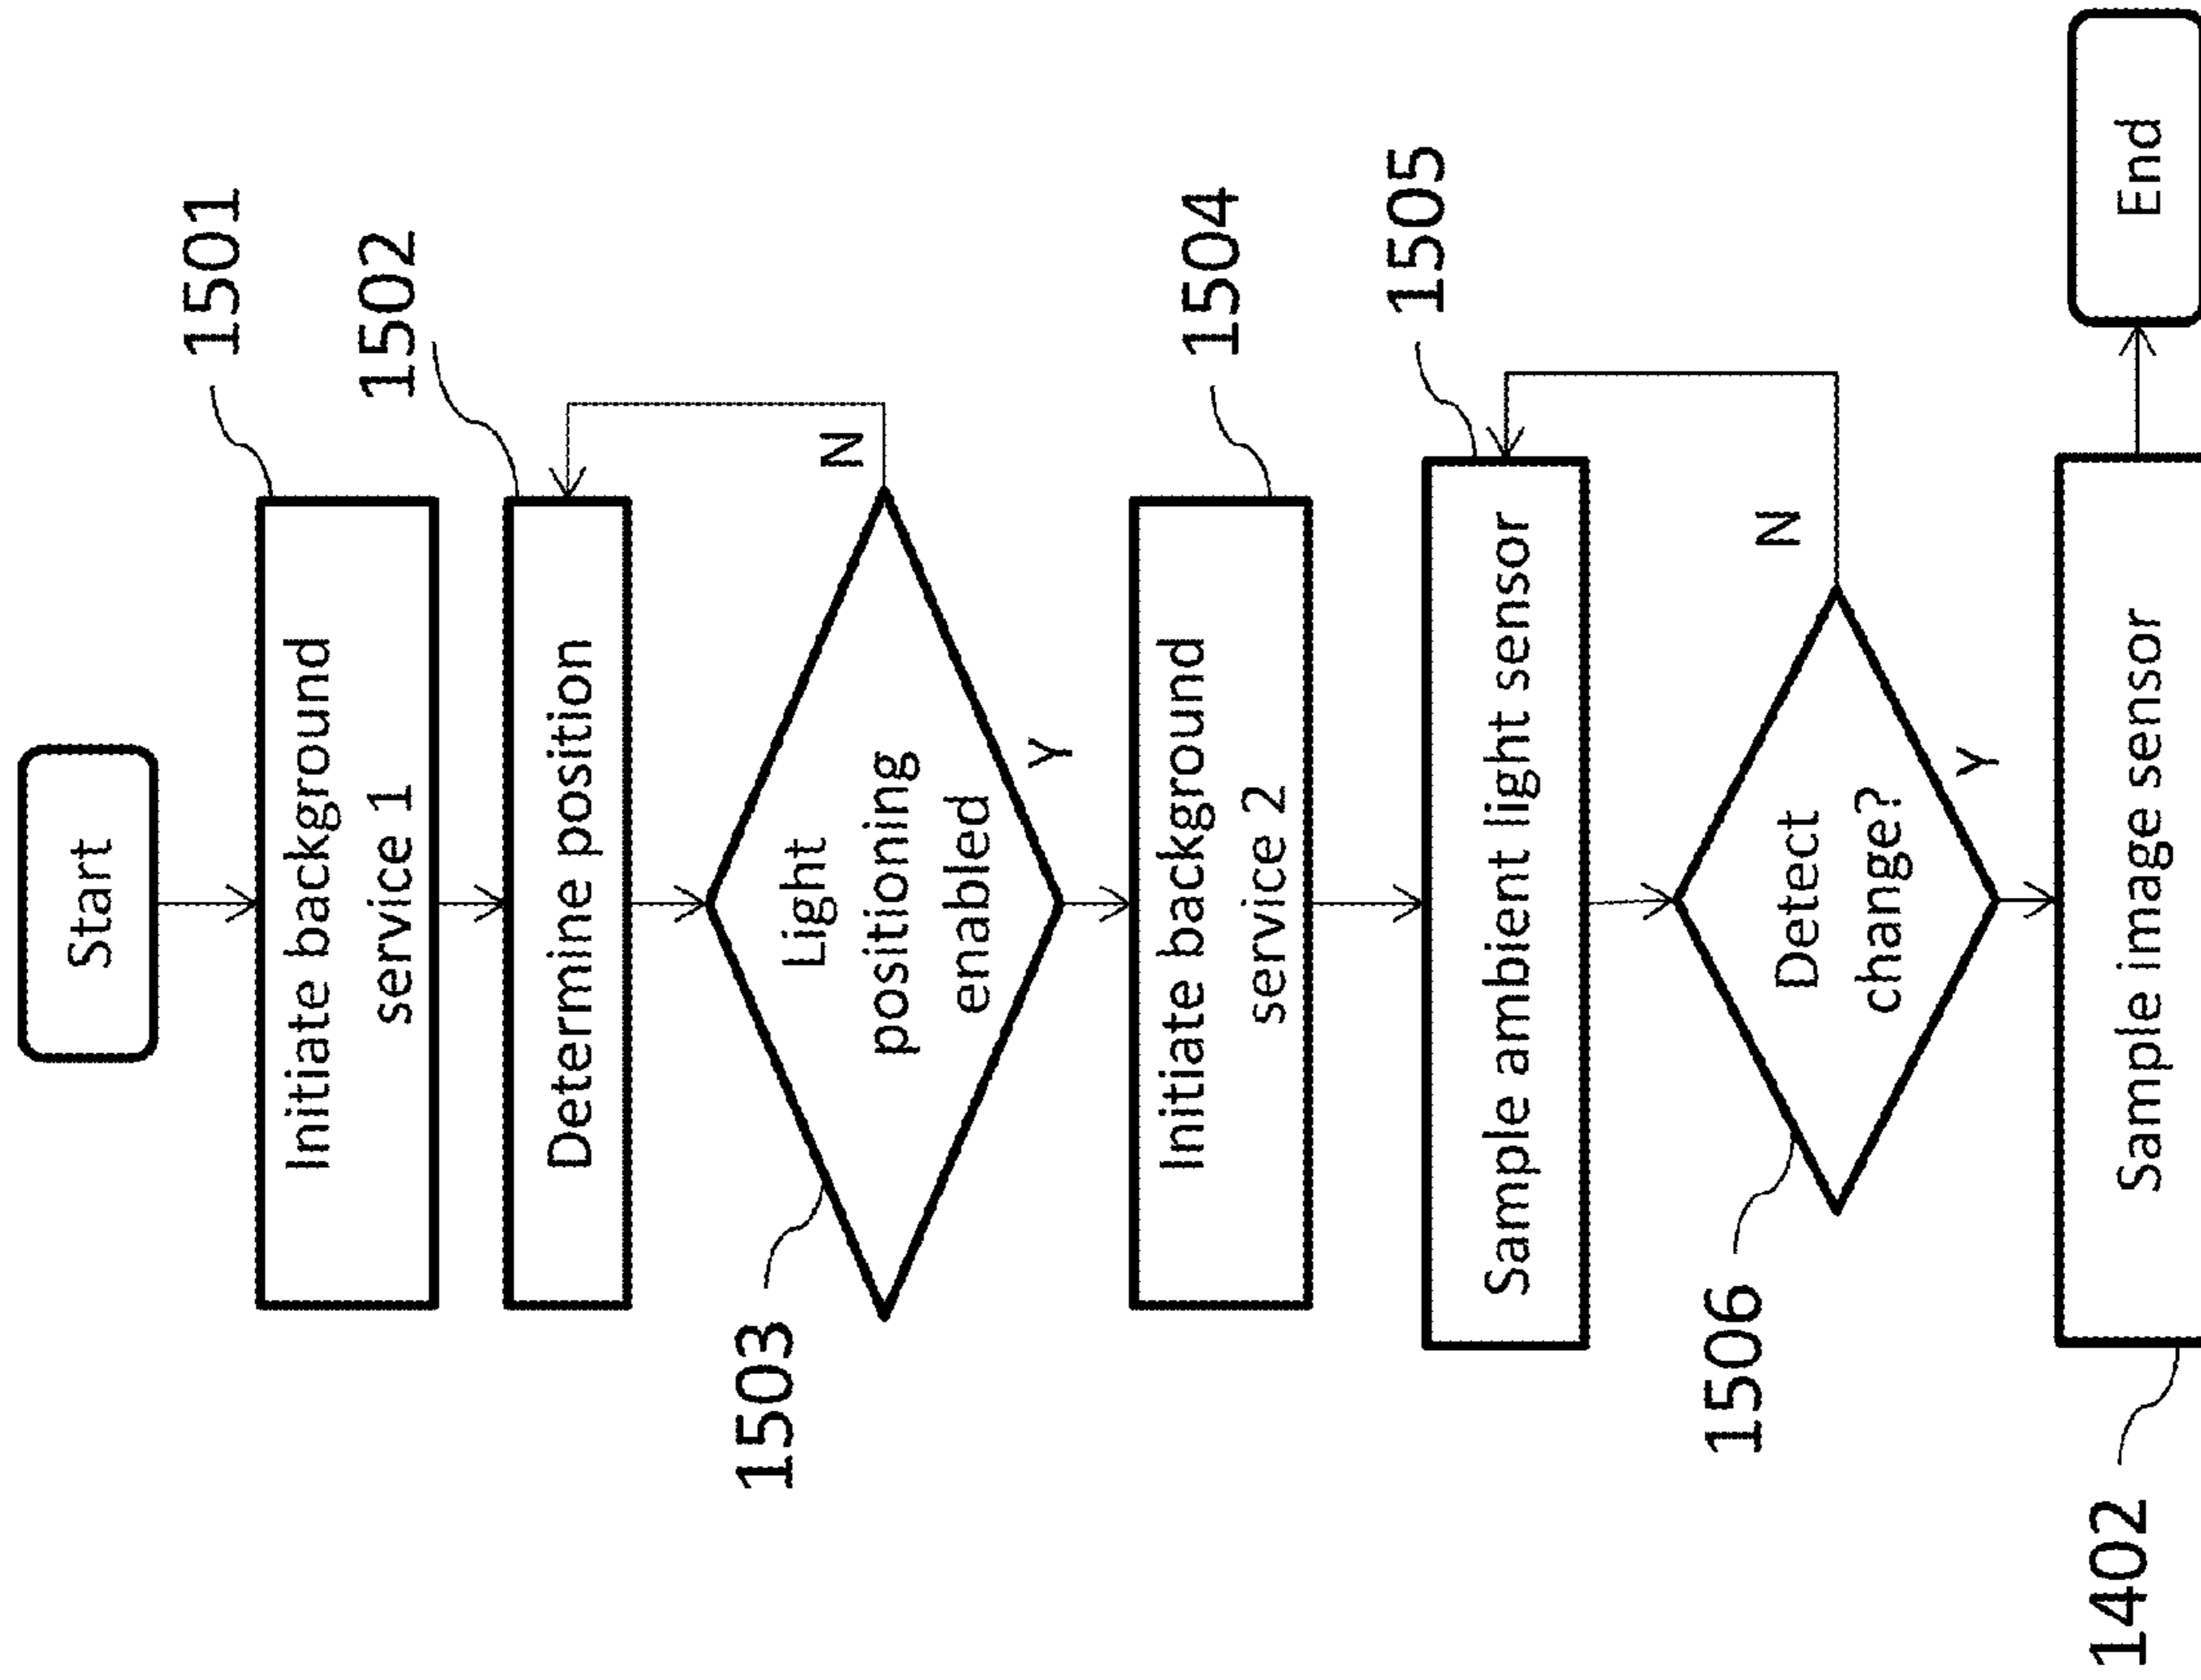 Start
1501
Initiate background
service 1
1502
Determine position
1503
Light
positioning
enabled
N
Y
1504
Initiate background
service 2
1505
Sample ambient light sensor
1506
Detect
change?
N
Y
1402
Sample image sensor
End